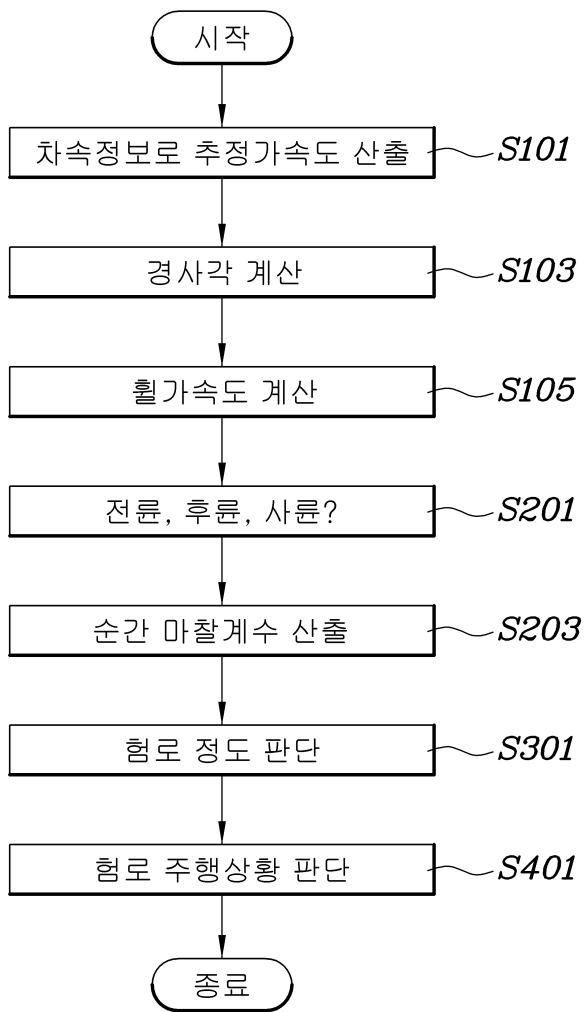 시작
차속정보로 추정가속도 산출 S101
경사각 계산 S103
휠가속도 계산 S105
전륜, 후륜, 사륜? S201
순간 마찰계수 산출 S203
험로 정도 판단 S301
험로 주행상황 판단 S401
종료